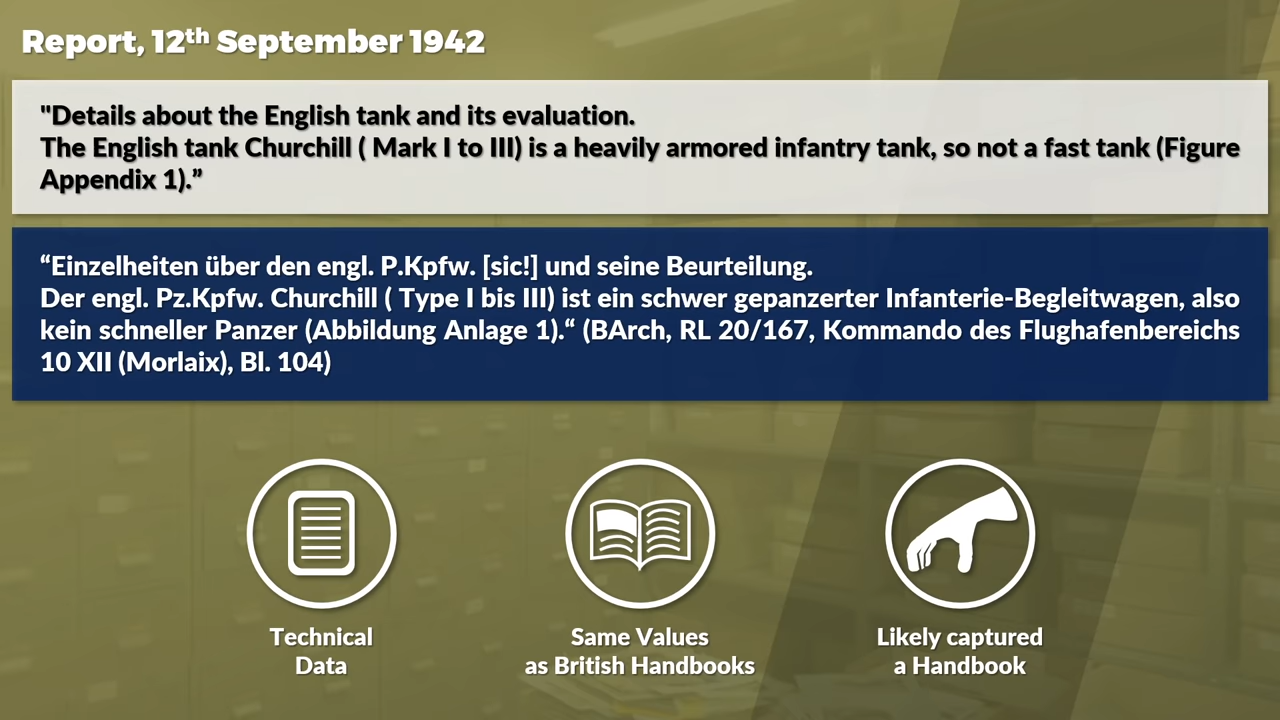 Report, 12th September 1942
"Details about the English tank and its evaluation.
The English tank Churchill ( Mark I to III) is a heavily armored infantry tank, so not a fast tank (Figure
Appendix 1).”
“Einzelheiten über den engl. P.Kpfw. [sic!] und seine Beurteilung.
Der engl. Pz.Kpfw. Churchill ( Type I bis III) ist ein schwer gepanzerter Infanterie-Begleitwagen, also
kein schneller Panzer (Abbildung Anlage 1).“ (BArch, RL 20/167, Kommando des Flughafenbereichs
10 XII (Morlaix), Bl. 104)
Technical
Data
Same Values
as British Handbooks
Likely captured
a Handbook